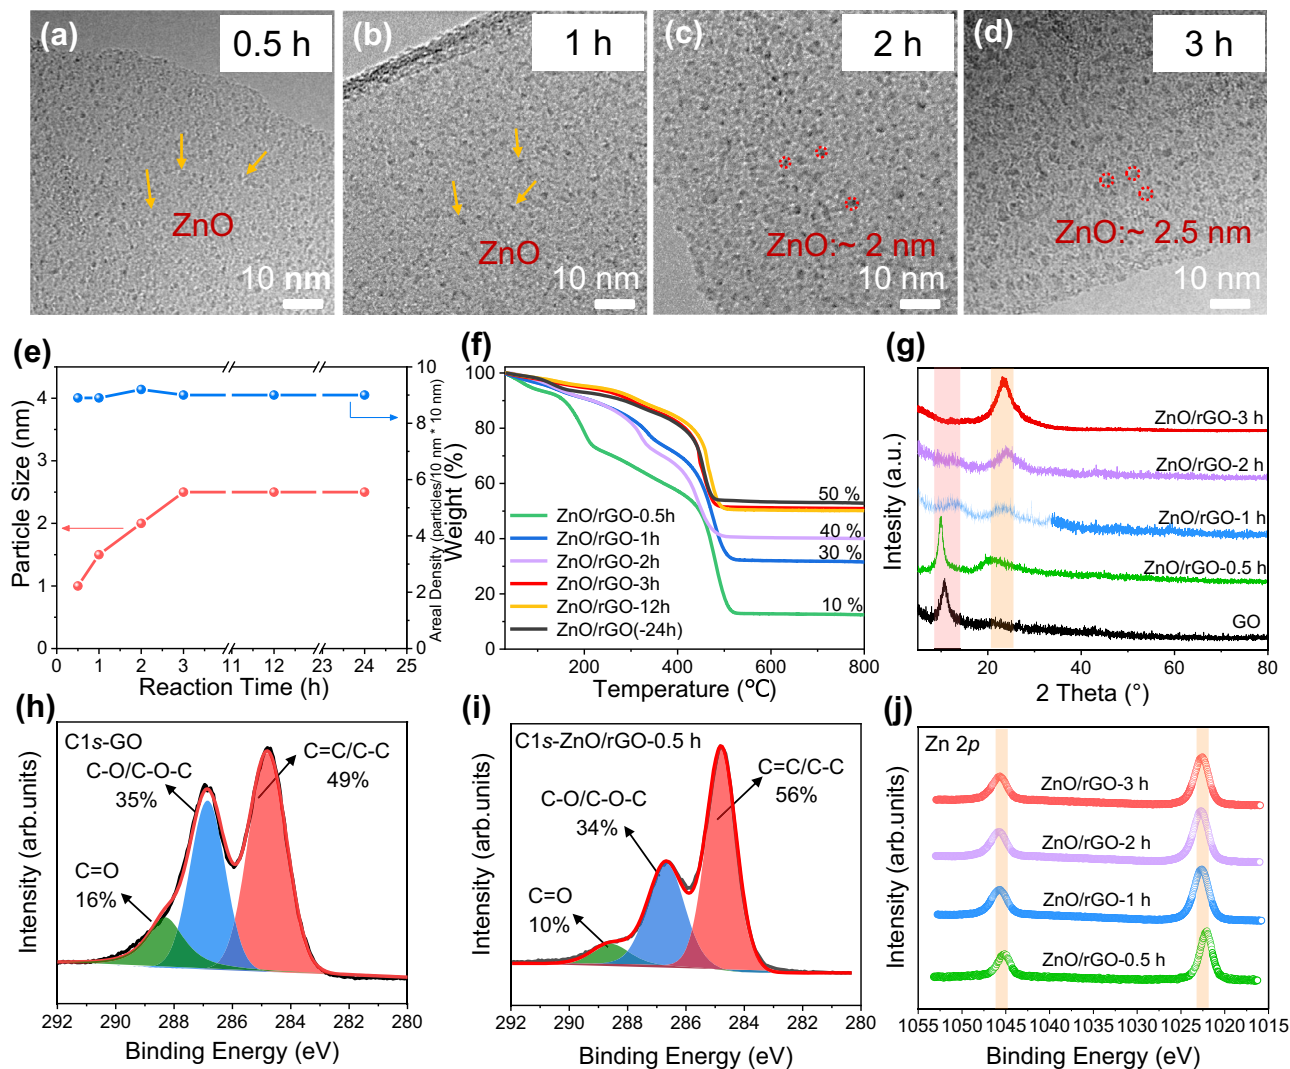 (a)
0.5 h
ZnO
10 nm
(b)
1 h
ZnO
10 nm
(c)
2 h
ZnO:~ 2 nm
10 nm
(d)
3 h
ZnO:~ 2.5 nm
10 nm
(e)
Particle Size (nm)
4
3
2
1
0
0 1 2 3 11 12 23 24 25
Reaction Time (h)
10
8
6
4
2
0
Areal Density (particles/10 nm * 10 nm)
(f)
Weight (%)
100
80
60
40
20
0
200 400 600 800
Temperature (℃)
50 %
40 %
30 %
10 %
ZnO/rGO-0.5h
ZnO/rGO-1h
ZnO/rGO-2h
ZnO/rGO-3h
ZnO/rGO-12h
ZnO/rGO(-24h)
(g)
Intesity (a.u.)
ZnO/rGO-3 h
ZnO/rGO-2 h
ZnO/rGO-1 h
ZnO/rGO-0.5 h
GO
20 40 60 80
2 Theta (°)
(h)
C1s-GO
C-O/C-O-C
35%
C=C/C-C
49%
C=O
16%
Intensity (arb.units)
292 290 288 286 284 282 280
Binding Energy (eV)
(i)
C1s-ZnO/rGO-0.5 h
C=C/C-C
56%
C-O/C-O-C
34%
C=O
10%
Intensity (arb.units)
292 290 288 286 284 282 280
Binding Energy (eV)
(j)
Zn 2p
ZnO/rGO-3 h
ZnO/rGO-2 h
ZnO/rGO-1 h
ZnO/rGO-0.5 h
Intensity (arb.units)
1055 1050 1045 1040 1035 1030 1025 1020 1015
Binding Energy (eV)